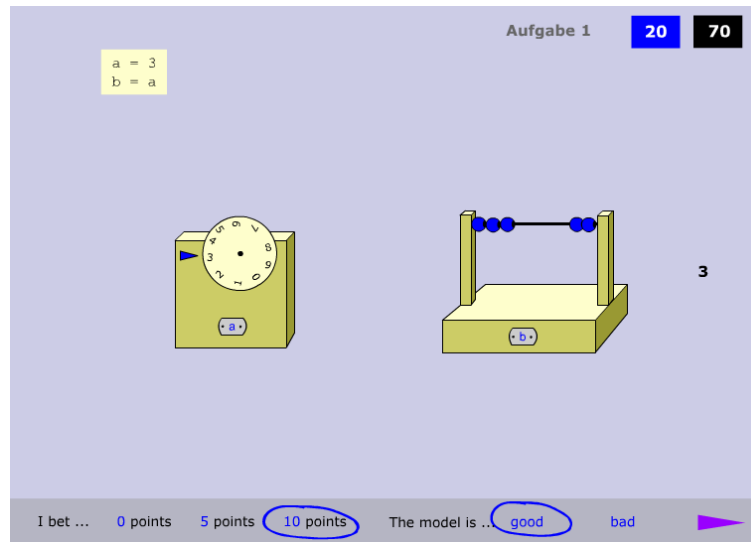 Aufgabe 1 20 70
a = 3
b = a
5 6 7
4 8
3 9
2 1 0
3
a
b
I bet ... 0 points 5 points 10 points The model is ... good bad